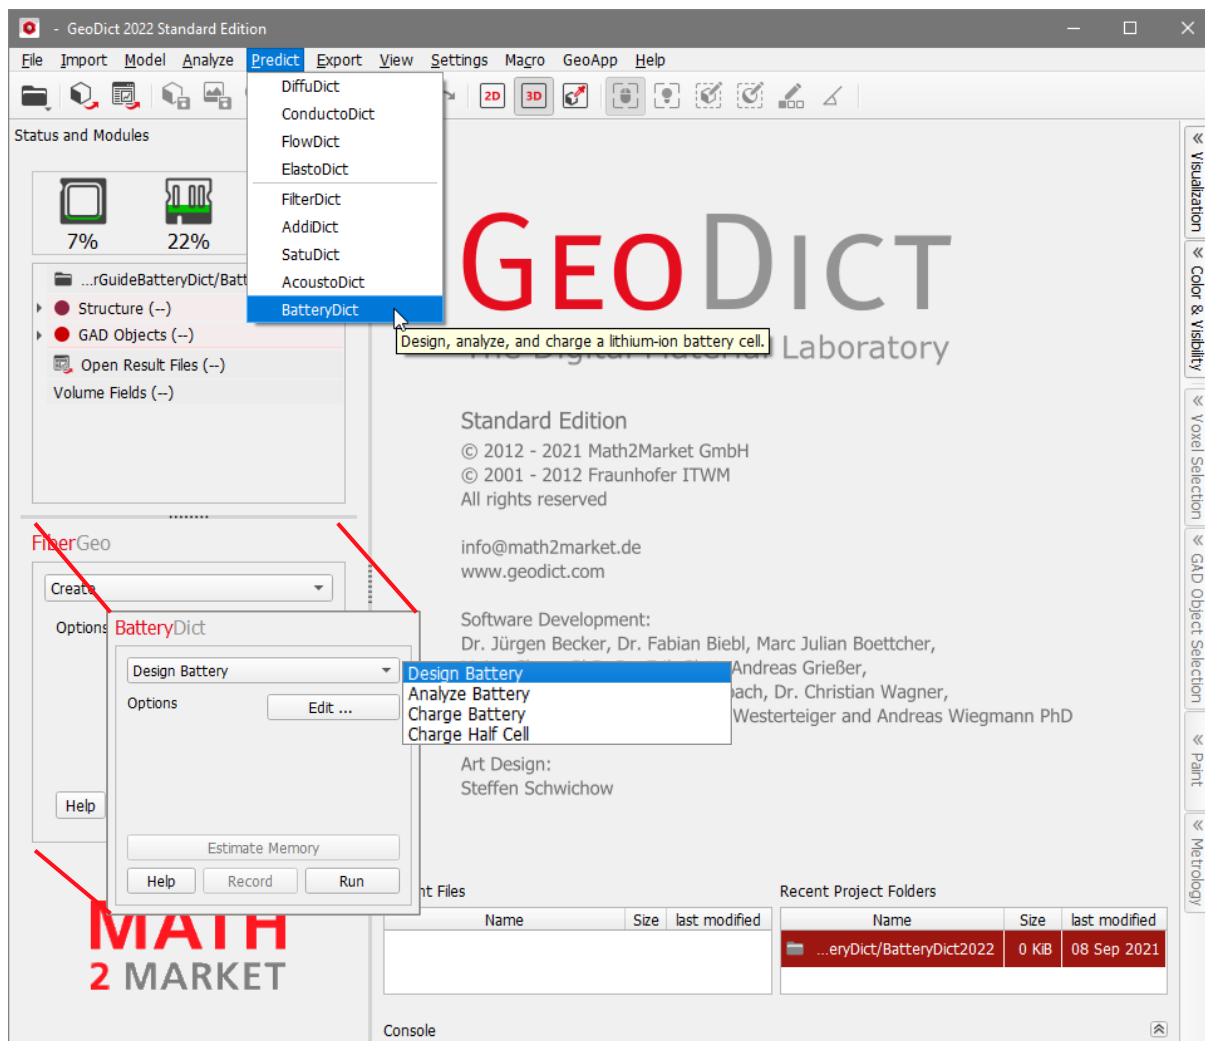 - GeoDict 2022 Standard Edition
File Import Model Analyze Predict Export View Settings Macro GeoApp Help
DiffuDict
ConductoDict
FlowDict
ElastoDict
FilterDict
AddiDict
SatuDict
AcoustoDict
BatteryDict
Design, analyze, and charge a lithium-ion battery cell.
2D 3D
Status and Modules
7% 22%
...rGuideBatteryDict/Batt
Structure (--)
GAD Objects (--)
Open Result Files (--)
Volume Fields (--)
GEODICT
The Digital Material Laboratory
Standard Edition
© 2012 - 2021 Math2Market GmbH
© 2001 - 2012 Fraunhofer ITWM
All rights reserved
info@math2market.de
www.geodict.com
Software Development:
Dr. Jürgen Becker, Dr. Fabian Biebl, Marc Julian Boettcher,
Andreas Grießer,
Dr. Christian Wagner,
Westerteiger and Andreas Wiegmann PhD
Art Design:
Steffen Schwichow
FiberGeo
Create
Options
Help
BatteryDict
Design Battery
Options Edit ...
Estimate Memory
Help Record Run
Design Battery
Analyze Battery
Charge Battery
Charge Half Cell
MATH
2 MARKET
Files
Name Size last modified
Recent Project Folders
Name Size last modified
...eryDict/BatteryDict2022 0 KiB 08 Sep 2021
Console
Visualization
Color & Visibility
Voxel Selection
GAD Object Selection
Paint
Metrology